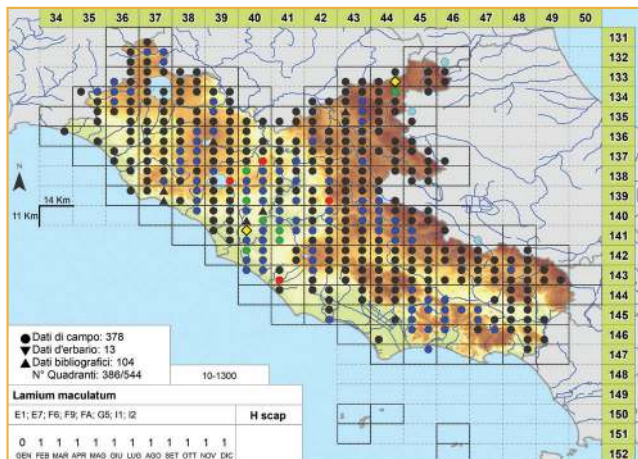 34 35 36 37 38 39 40 41 42 43 44 45 46 47 48 49 50
131
132
133
134
135
136
137
138
139
140
141
142
143
144
145
146
147
148
149
150
151
152
N
14 Km
11 Km
Dati di campo: 378
Dati d'erbario: 13
Dati bibliografici: 104
N° Quadranti: 386/544
10-1300
Lamium maculatum
E1; E7; F6; F9; FA; G5; I1; I2
H scap
0 1 1 1 1 1 1 1 1 1 1 1
GEN FEB MAR APR MAG GIU LUG AGO SET OTT NOV DIC